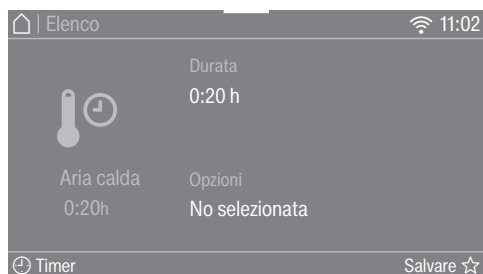 Elenco 11:02
Durata
0:20 h
Aria calda
0:20h
Opzioni
No selezionata
Timer Salvare